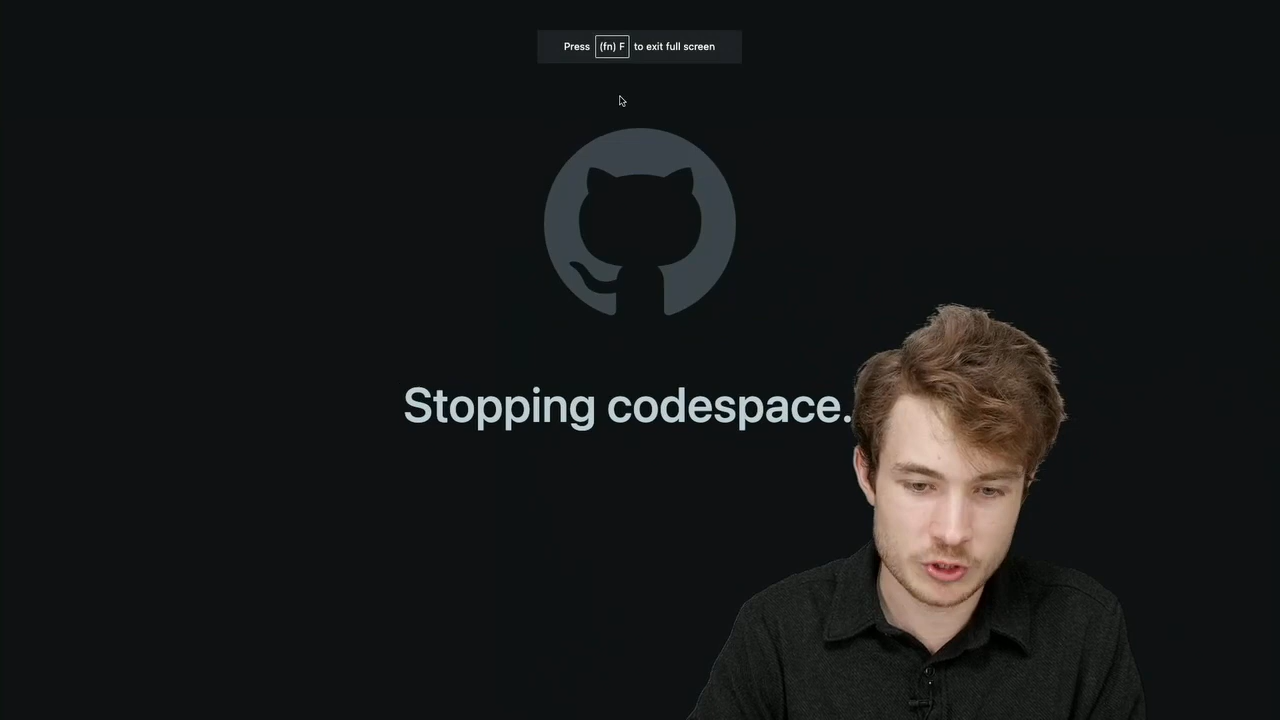 Press (fn) F to exit full screen
Stopping codespace.